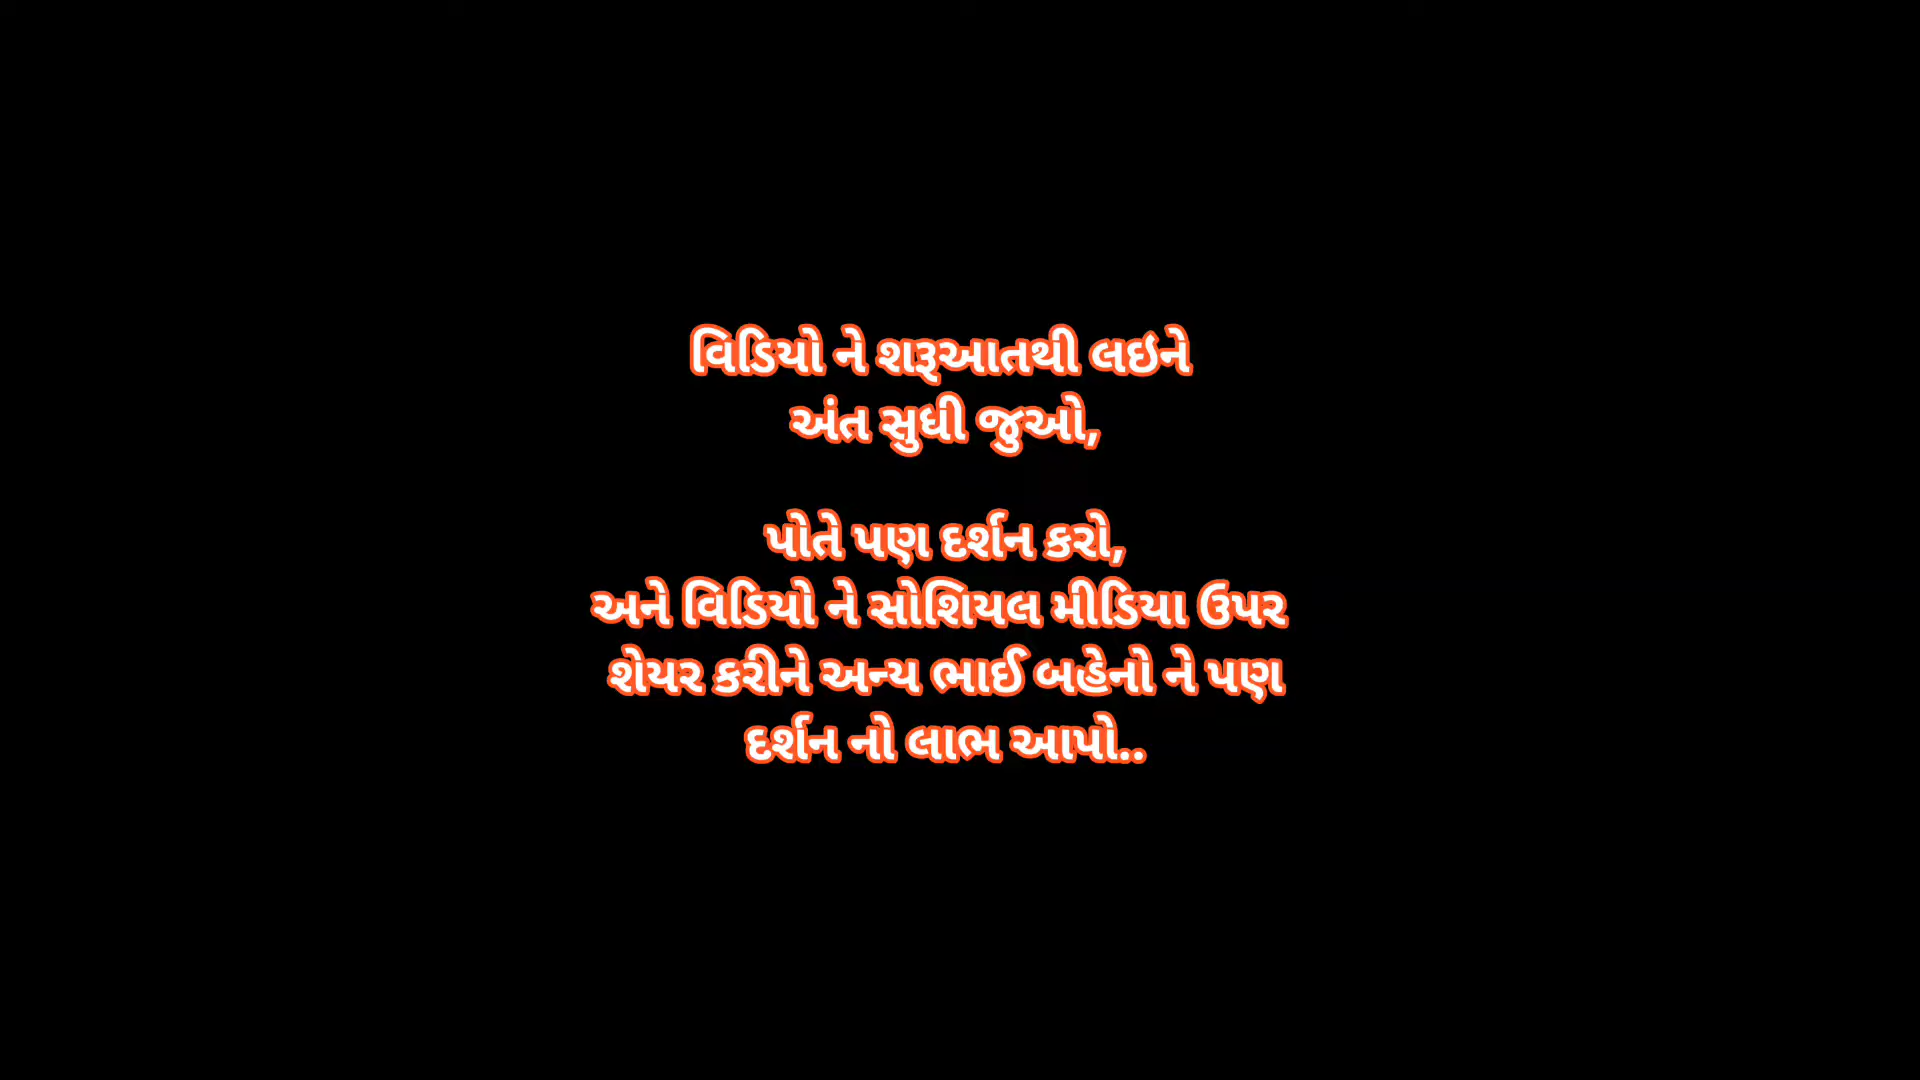 વિડિયો ને શરૂઆતથી લઇને
અંત સુધી જુઓ,
પોતે પણ દર્શન કરો,
અને વિડિયો ને સોશિયલ મીડિયા ઉપર
શેયર કરીને અન્ય ભાઈ બહેનો ને પણ
દર્શન નો લાભ આપો..